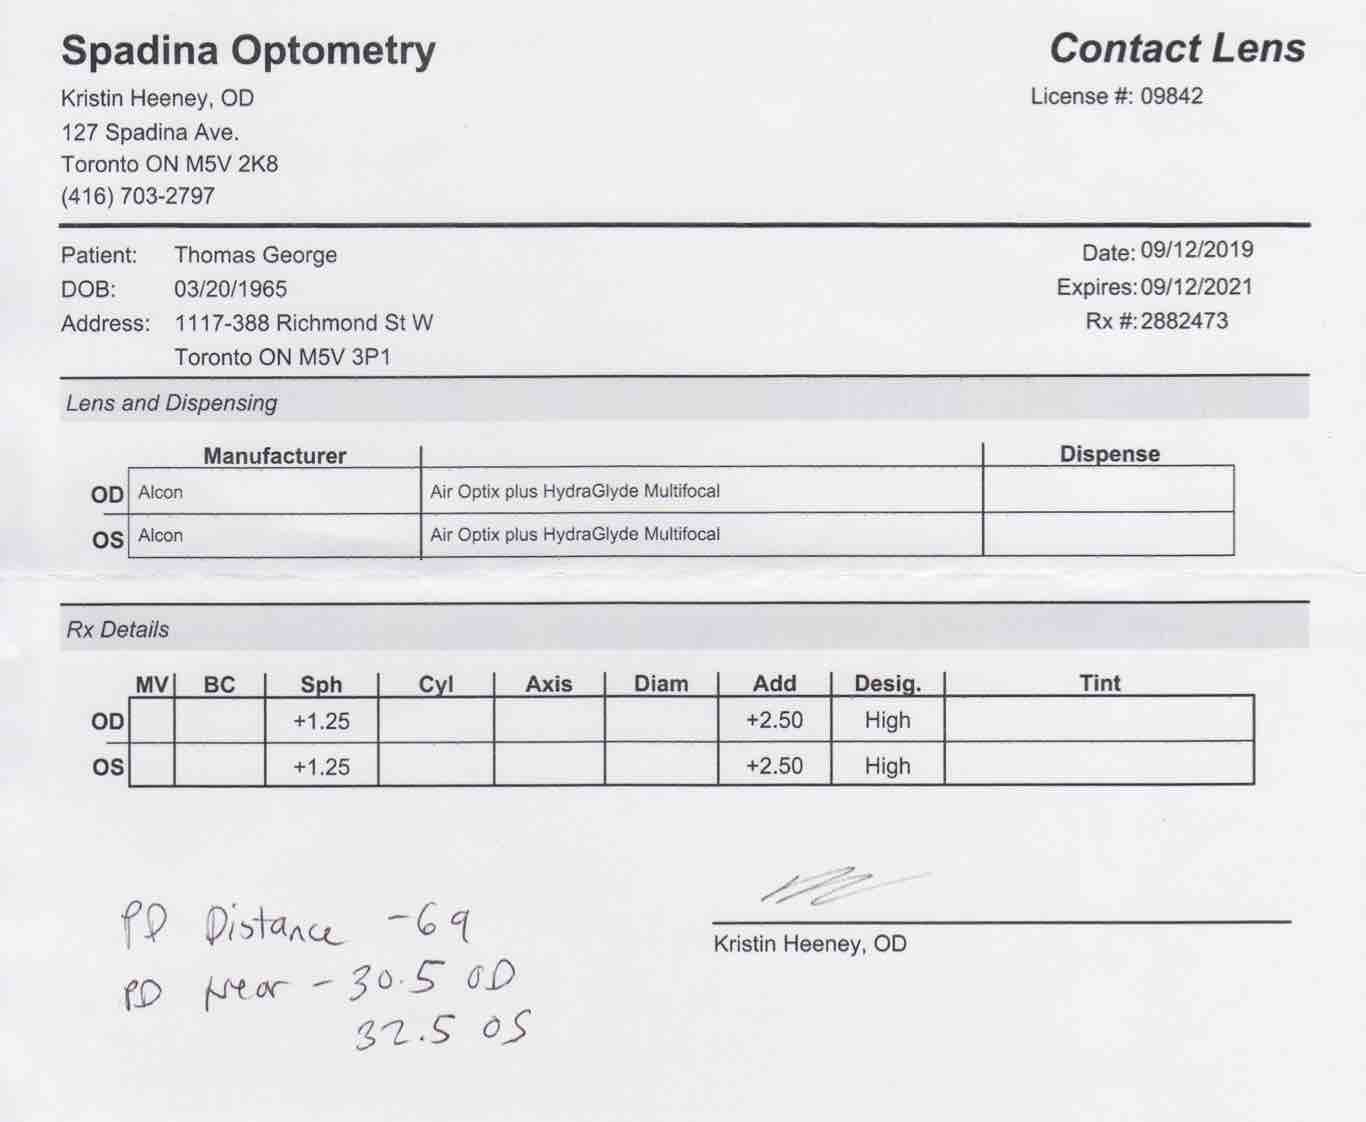 Spadina Optometry
Contact Lens
Kristin Heeney, OD
License #: 09842
127 Spadina Ave.
Toronto ON M5V 2K8
(416) 703-2797
Patient: Thomas George
Date: 09/12/2019
DOB: 03/20/1965
Expires: 09/12/2021
Address: 1117-388 Richmond St W
Rx #: 2882473
Toronto ON M5V 3P1
Lens and Dispensing
Manufacturer Dispense
OD Alcon Air Optix plus HydraGlyde Multifocal
OS Alcon Air Optix plus HydraGlyde Multifocal
Rx Details
MV BC Sph Cyl Axis Diam Add Desig. Tint
OD +1.25 +2.50 High
OS +1.25 +2.50 High
PD Distance -69
PD Near - 30.5 OD
32.5 OS
Kristin Heeney, OD